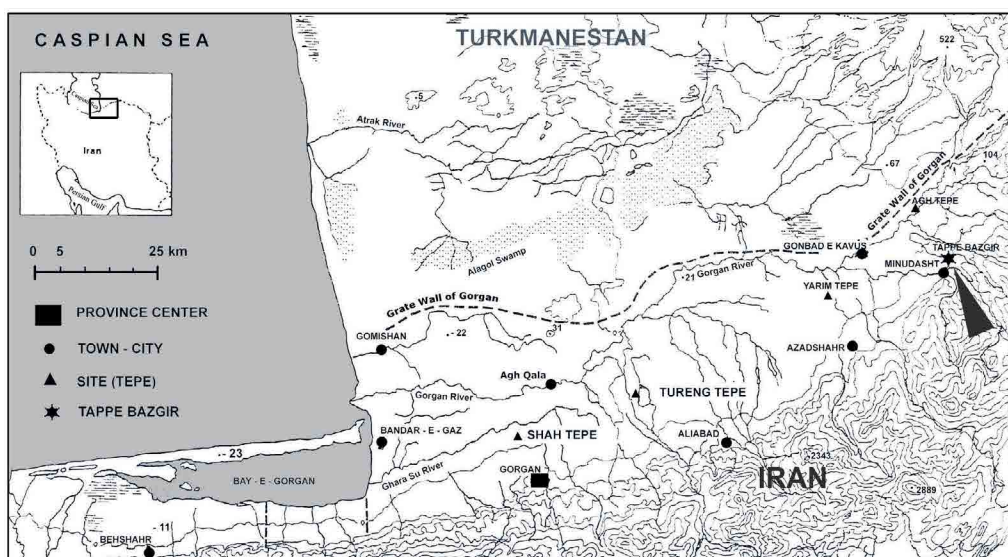 CASPIAN SEA
TURKMANESTAN
522
Iran
Persian Gulf
5
Atrak River
67
104
Grate Wall of Gorgan
AGH TEPE
0 5 25 km
Alagol Swamp
GONBAD E KAVUS
TAPPE BAZGIR
MINUDASHT
21 Gorgan River
YARIM TEPE
PROVINCE CENTER
TOWN - CITY
SITE (TEPE)
TAPPE BAZGIR
Grate Wall of Gorgan
22
31
GOMISHAN
AZADSHAHR
Agh Qala
Gorgan River
TURENG TEPE
BANDAR - E - GAZ
SHAH TEPE
ALIABAD
-- 23
BAY - E - GORGAN
Ghara Su River
GORGAN
2343
IRAN
2889
- 11
BEHSHAHR